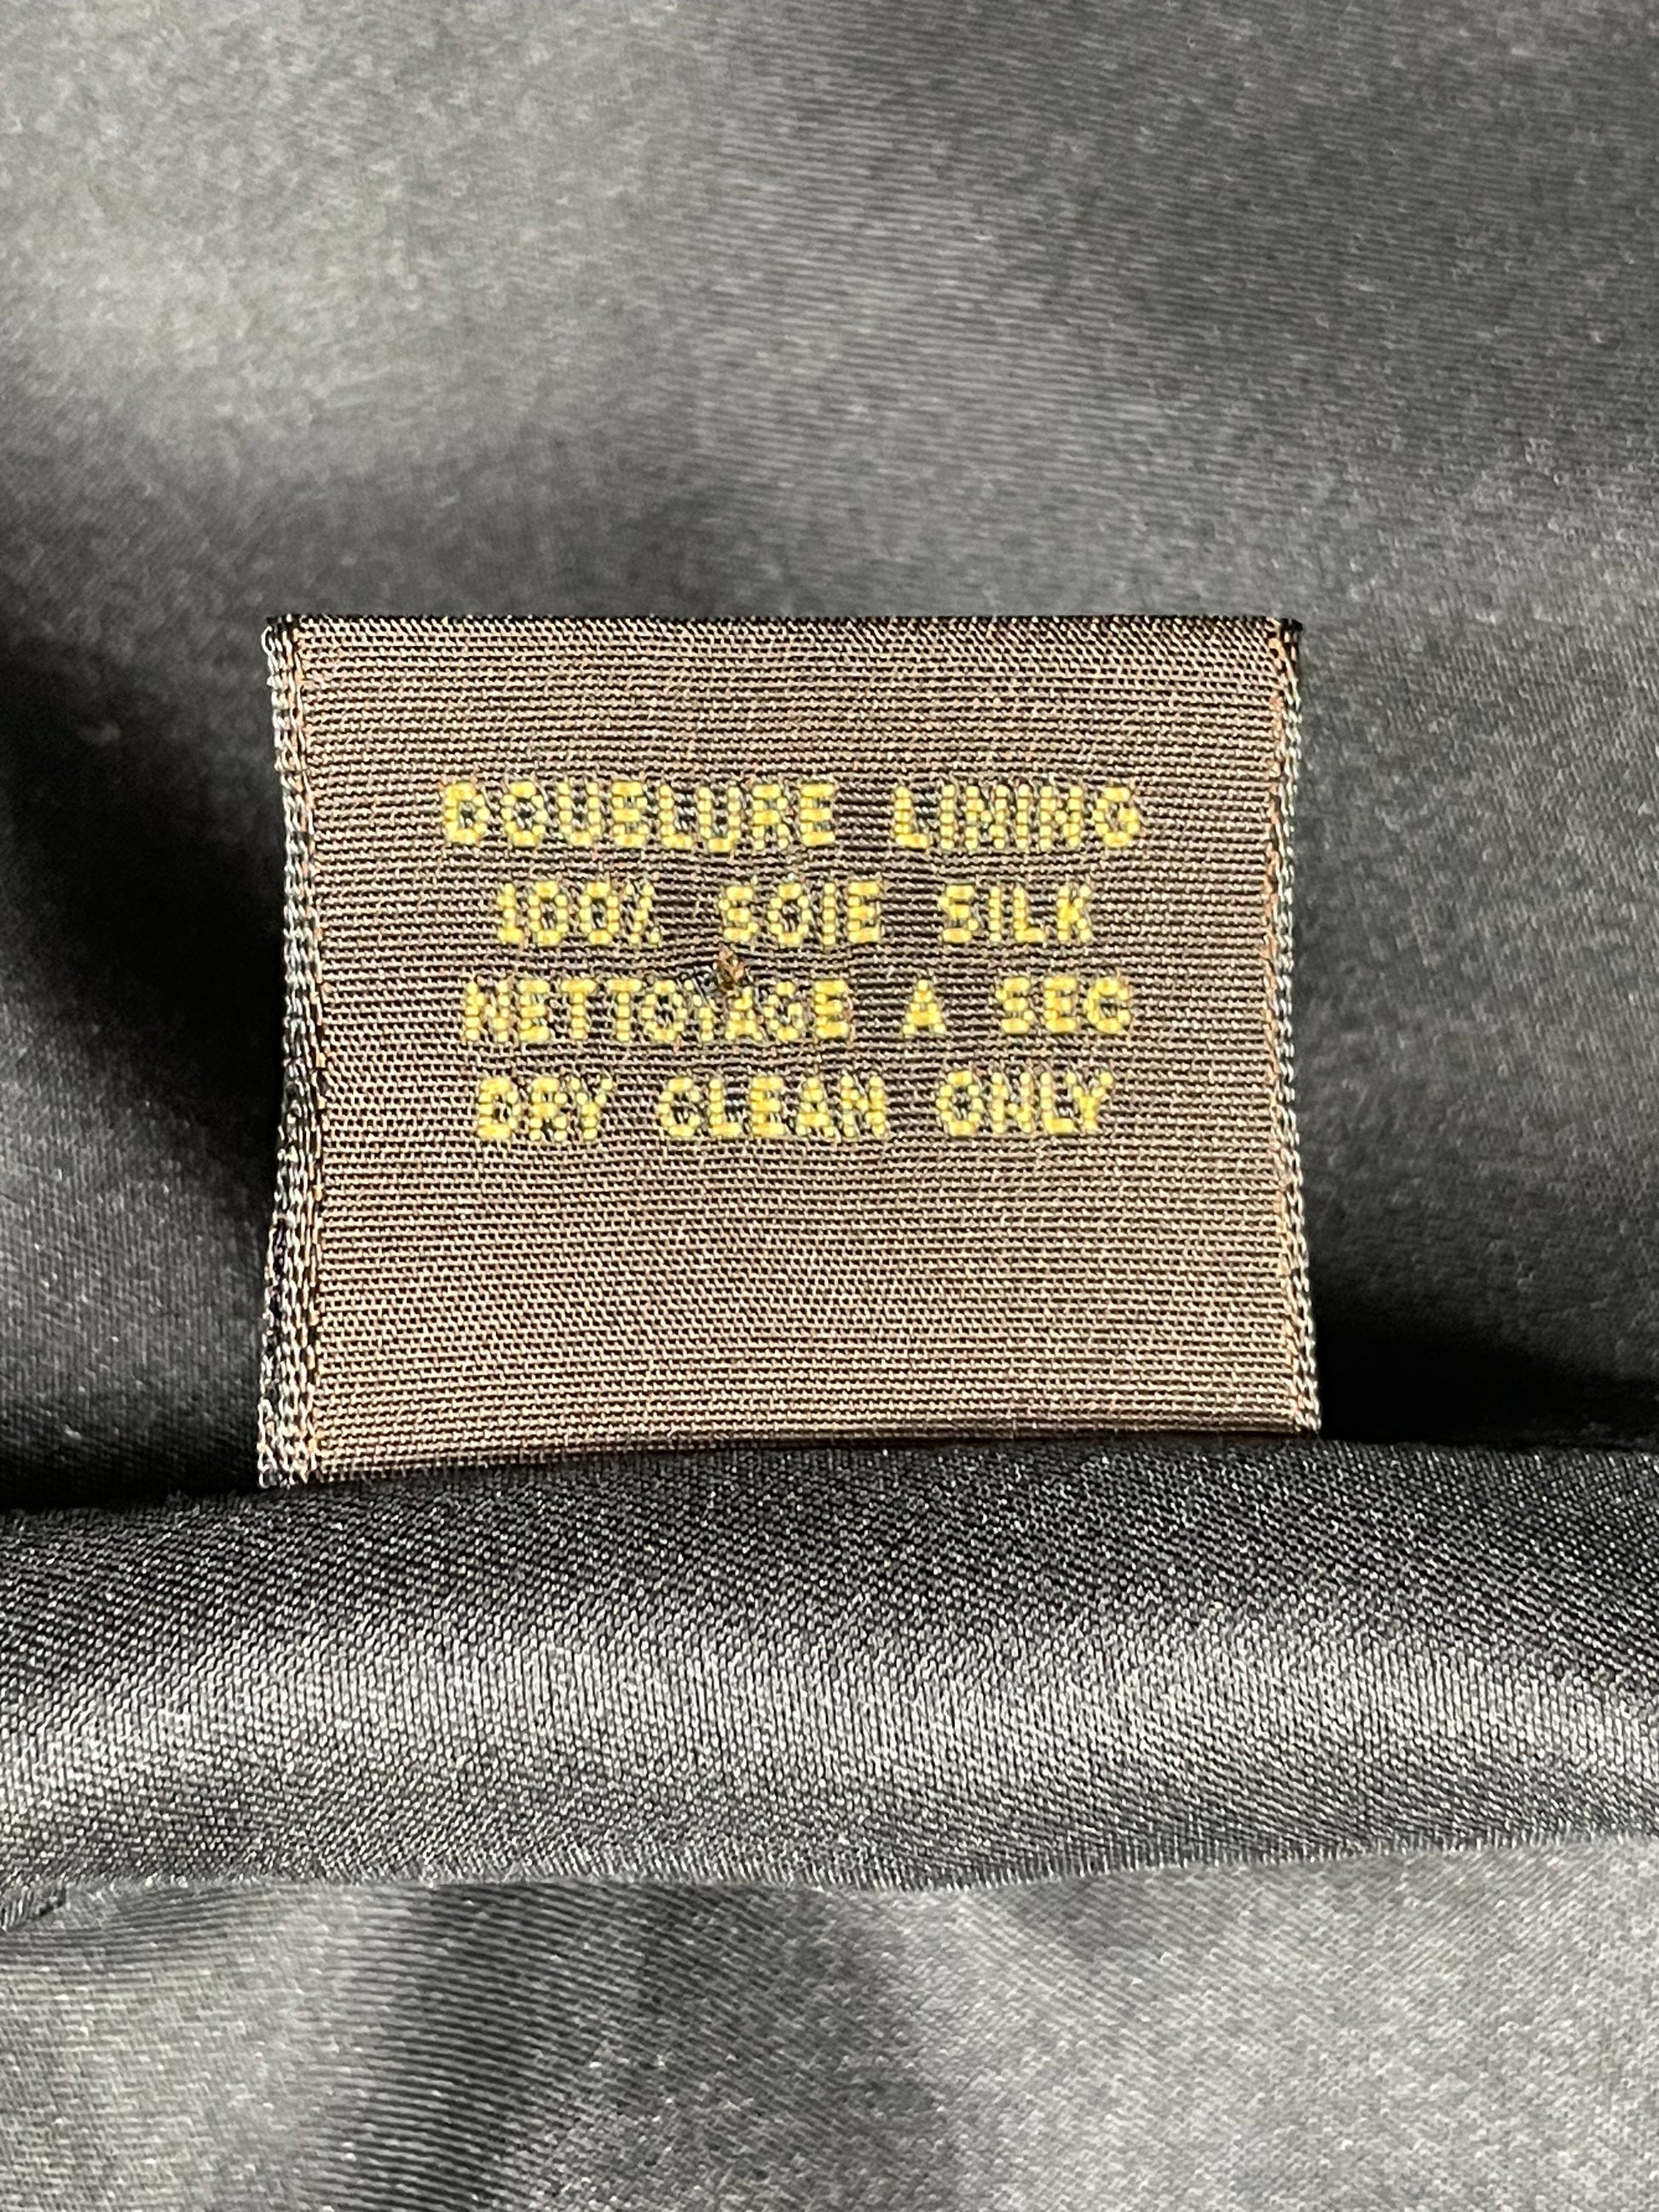 DOUBLURE LINING
100% SOIE SILK
NETTOYAGE A SEC
DRY CLEAN ONLY